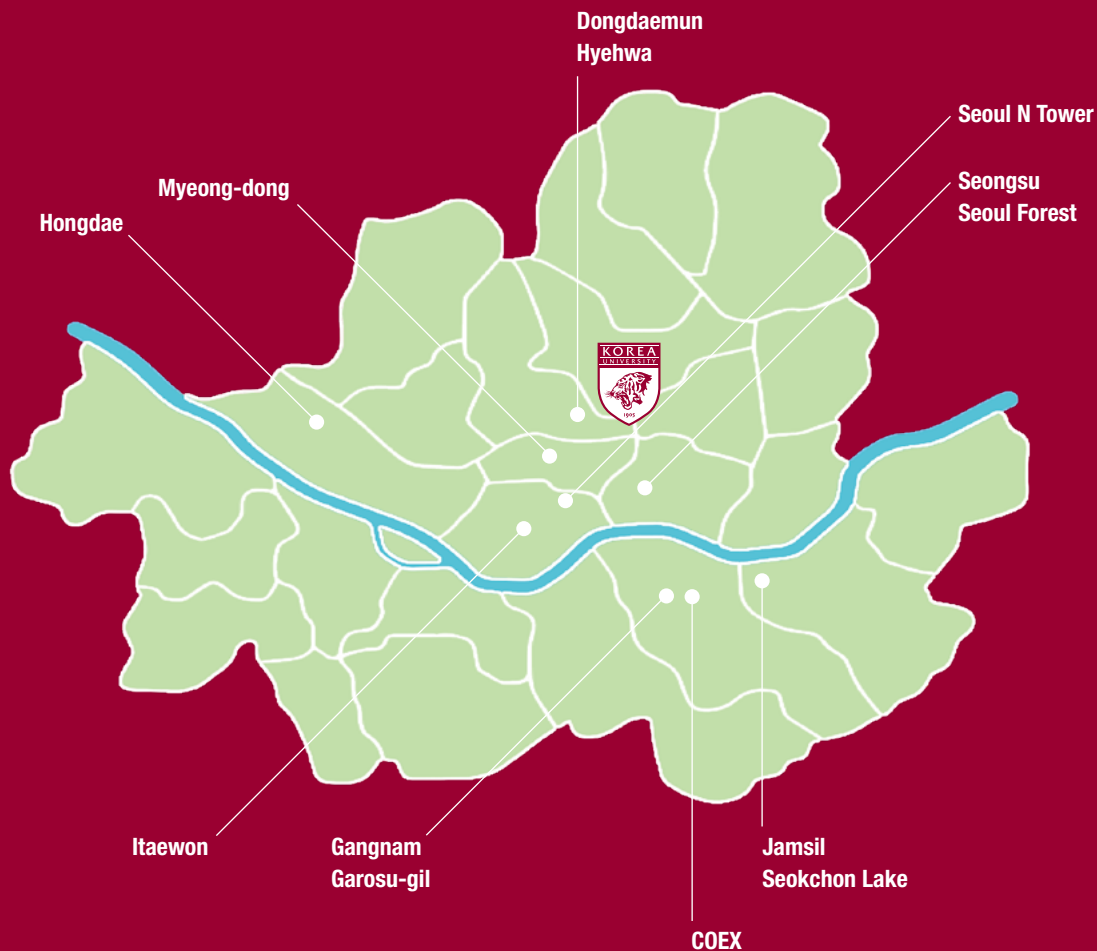 Dongdaemun
Hyehwa
Seoul N Tower
Seongsu
Seoul Forest
Myeong-dong
Hongdae
KOREA
UNIVERSITY
1905
Itaewon
Gangnam
Garosu-gil
Jamsil
Seokchon Lake
COEX